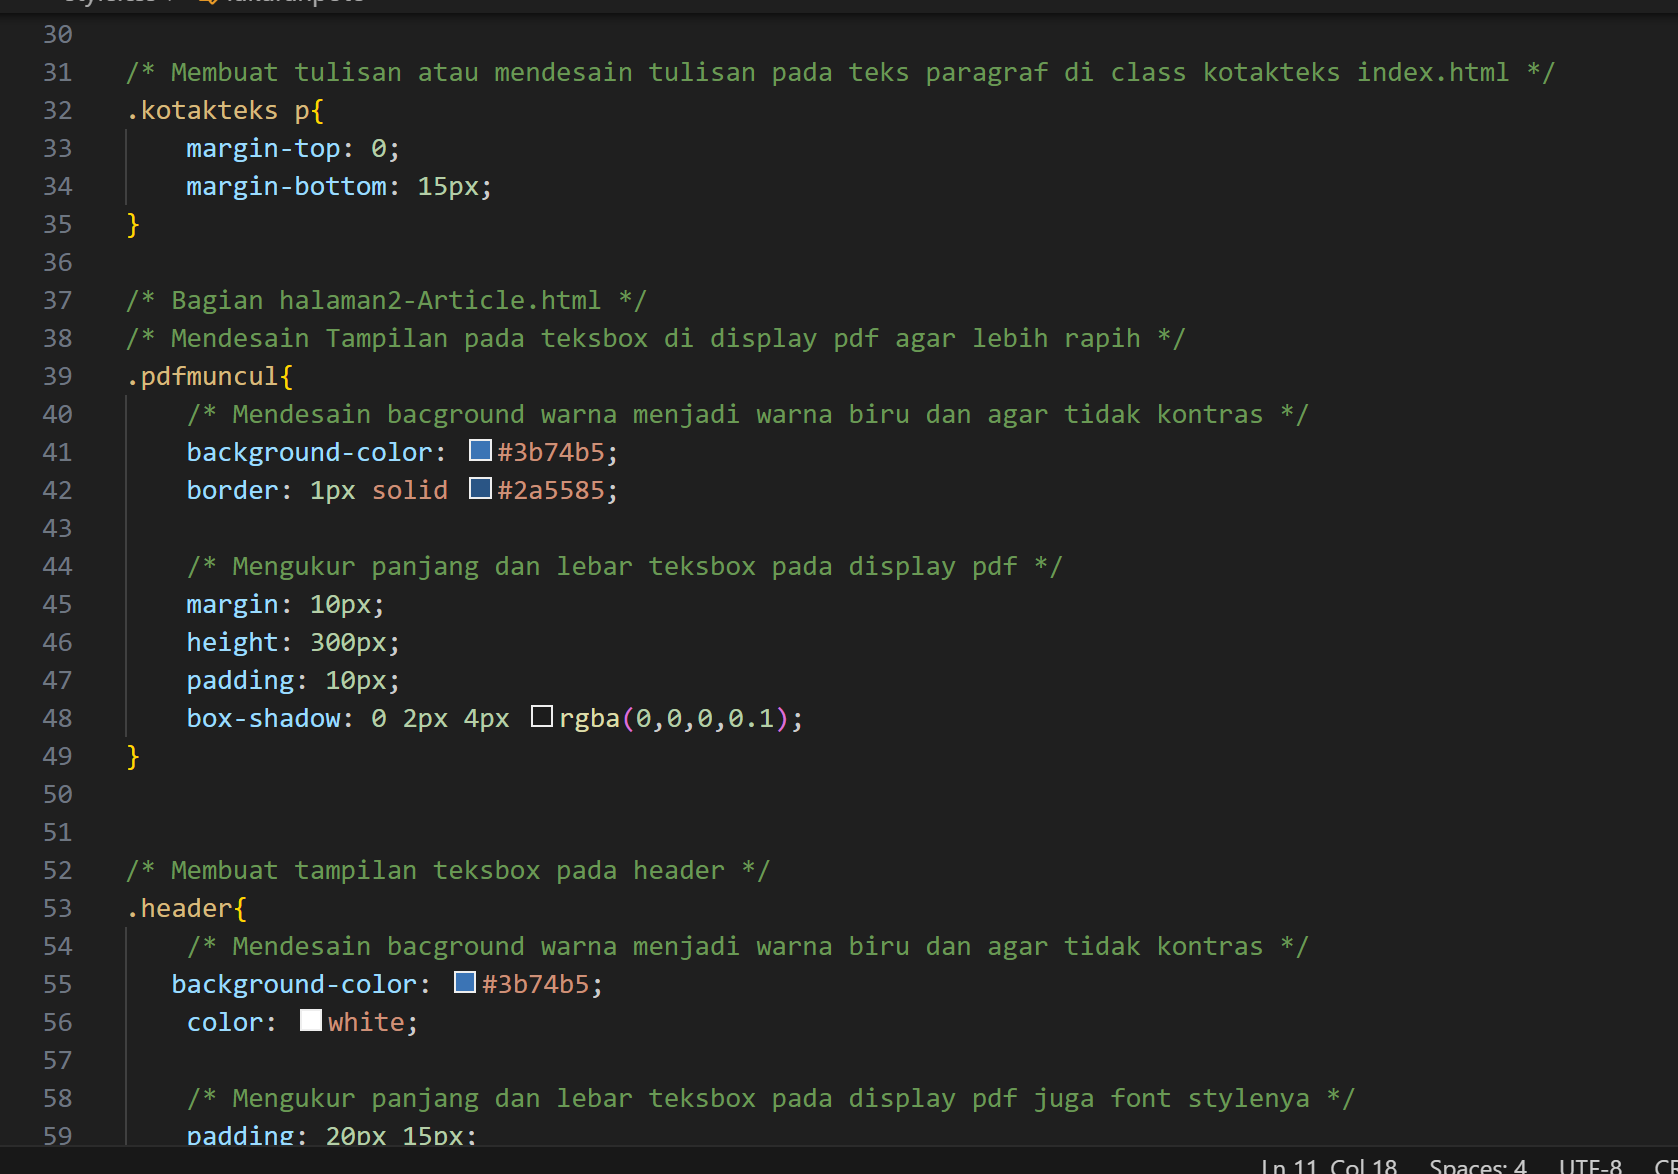 30
31 /* Membuat tulisan atau mendesain tulisan pada teks paragraf di class kotakteks index.html */
32 .kotakteks p{
33 margin-top: 0;
34 margin-bottom: 15px;
35 }
36
37 /* Bagian halaman2-Article.html */
38 /* Mendesain Tampilan pada teksbox di display pdf agar lebih rapih */
39 .pdfmuncul{
40 /* Mendesain bacground warna menjadi warna biru dan agar tidak kontras */
41 background-color: #3b74b5;
42 border: 1px solid #2a5585;
43
44 /* Mengukur panjang dan lebar teksbox pada display pdf */
45 margin: 10px;
46 height: 300px;
47 padding: 10px;
48 box-shadow: 0 2px 4px rgba(0,0,0,0.1);
49 }
50
51
52 /* Membuat tampilan teksbox pada header */
53 .header{
54 /* Mendesain bacground warna menjadi warna biru dan agar tidak kontras */
55 background-color: #3b74b5;
56 color: white;
57
58 /* Mengukur panjang dan lebar teksbox pada display pdf juga font stylenya */
59 padding: 20px 15px;
Ln 11, Col 18 Spaces: 4 UTF-8